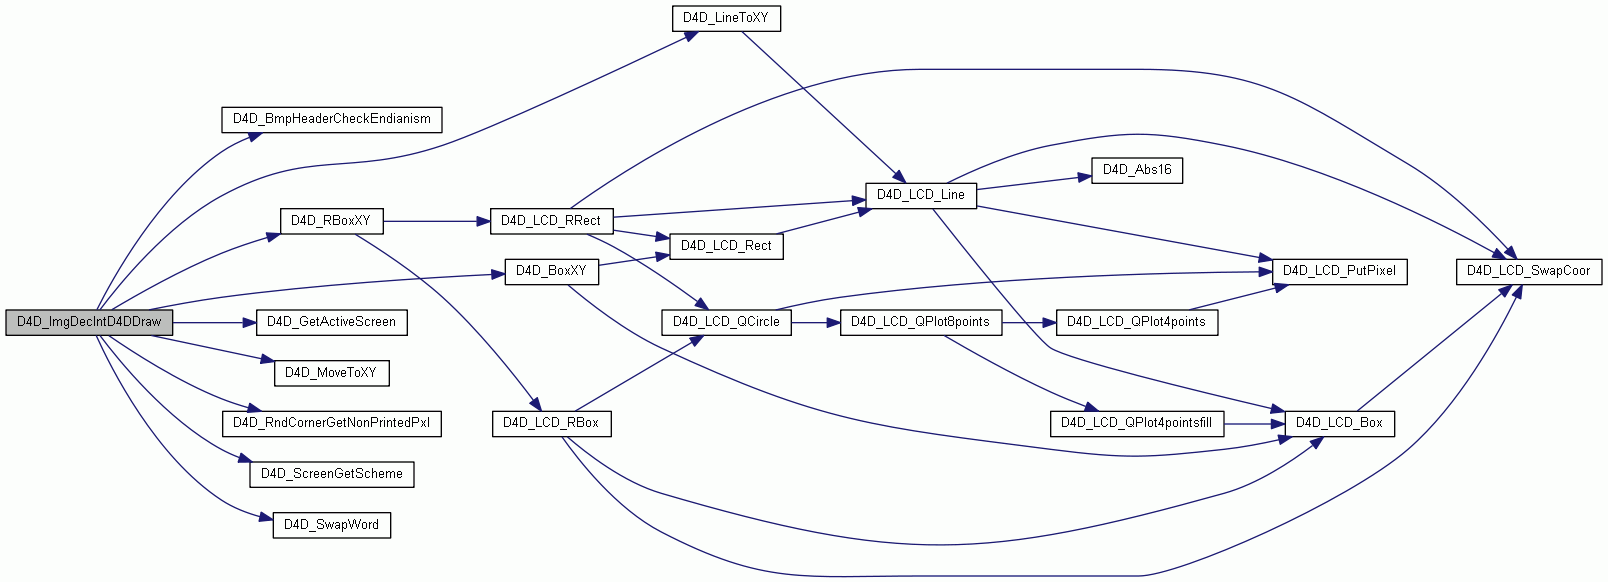 D4D_LineToXY
D4D_BmpHeaderCheckEndianism
D4D_Abs16
D4D_LCD_Line
D4D_RBoxXY
D4D_LCD_RRect
D4D_LCD_Rect
D4D_BoxXY
D4D_LCD_PutPixel
D4D_LCD_SwapCoor
D4D_ImgDecIntD4DDraw
D4D_GetActiveScreen
D4D_LCD_QCircle
D4D_LCD_QPlot8points
D4D_LCD_QPlot4points
D4D_MoveToXY
D4D_RndCornerGetNonPrintedPxl
D4D_LCD_RBox
D4D_LCD_QPlot4pointsfill
D4D_LCD_Box
D4D_ScreenGetScheme
D4D_SwapWord